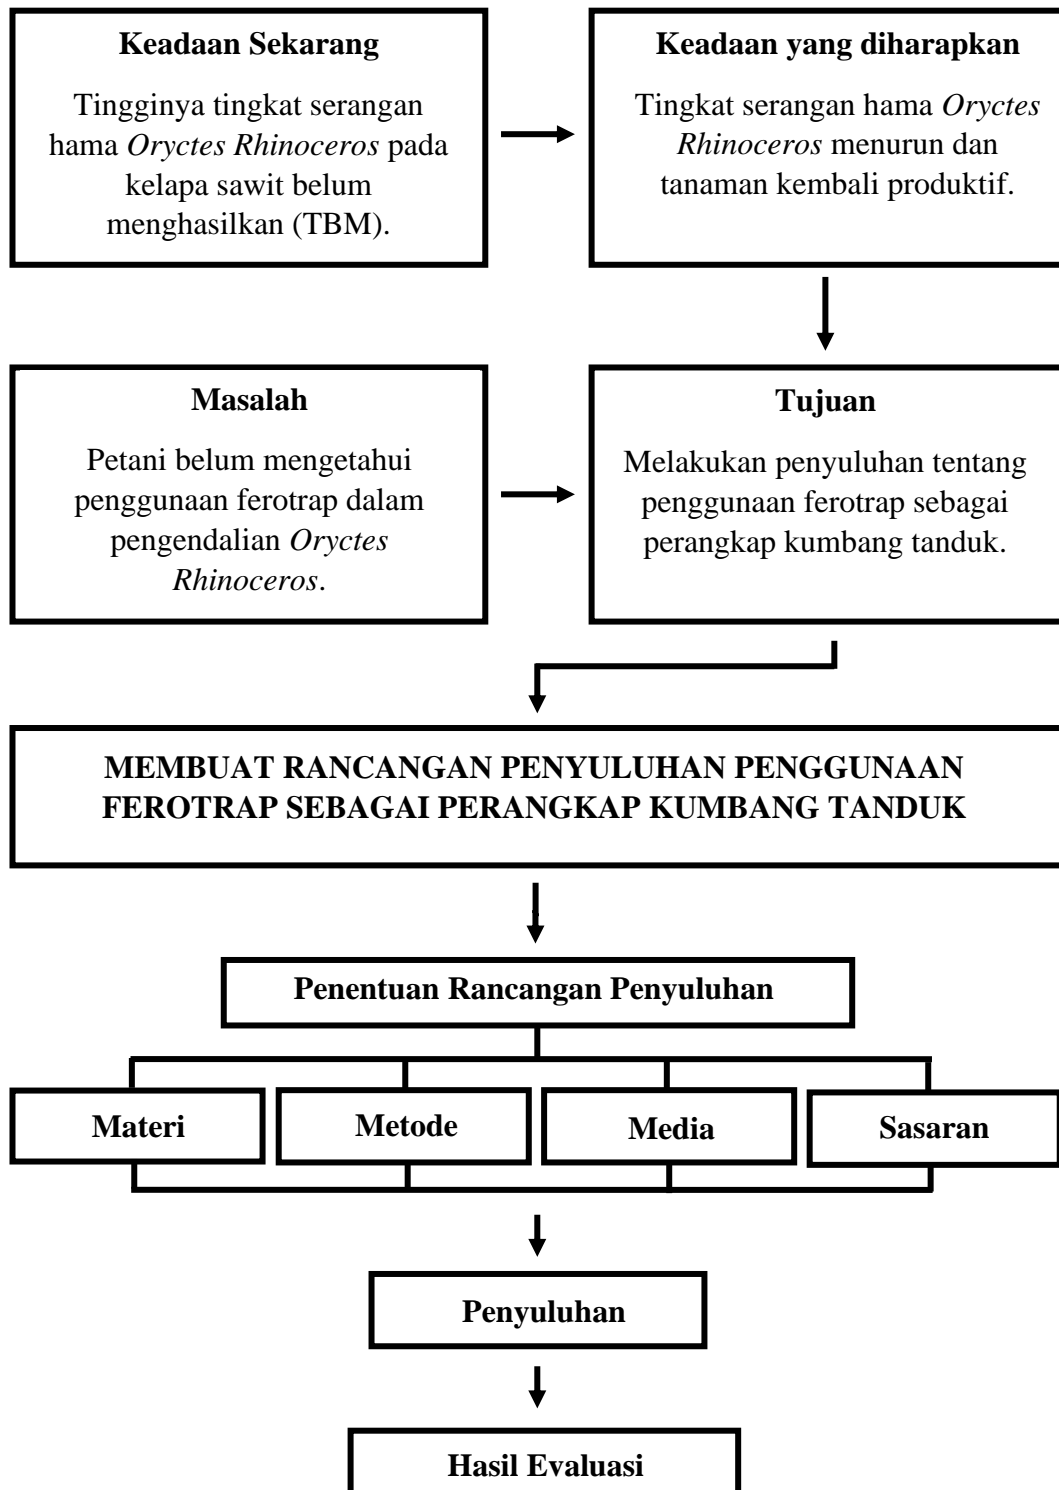 Keadaan Sekarang
Tingginya tingkat serangan
hama Oryctes Rhinoceros pada
kelapa sawit belum
menghasilkan (TBM).
Keadaan yang diharapkan
Tingkat serangan hama Oryctes
Rhinoceros menurun dan
tanaman kembali produktif.
Masalah
Petani belum mengetahui
penggunaan ferotrap dalam
pengendalian Oryctes
Rhinoceros.
Tujuan
Melakukan penyuluhan tentang
penggunaan ferotrap sebagai
perangkap kumbang tanduk.
MEMBUAT RANCANGAN PENYULUHAN PENGGUNAAN
FEROTRAP SEBAGAI PERANGKAP KUMBANG TANDUK
Penentuan Rancangan Penyuluhan
Materi
Metode
Media
Sasaran
Penyuluhan
Hasil Evaluasi